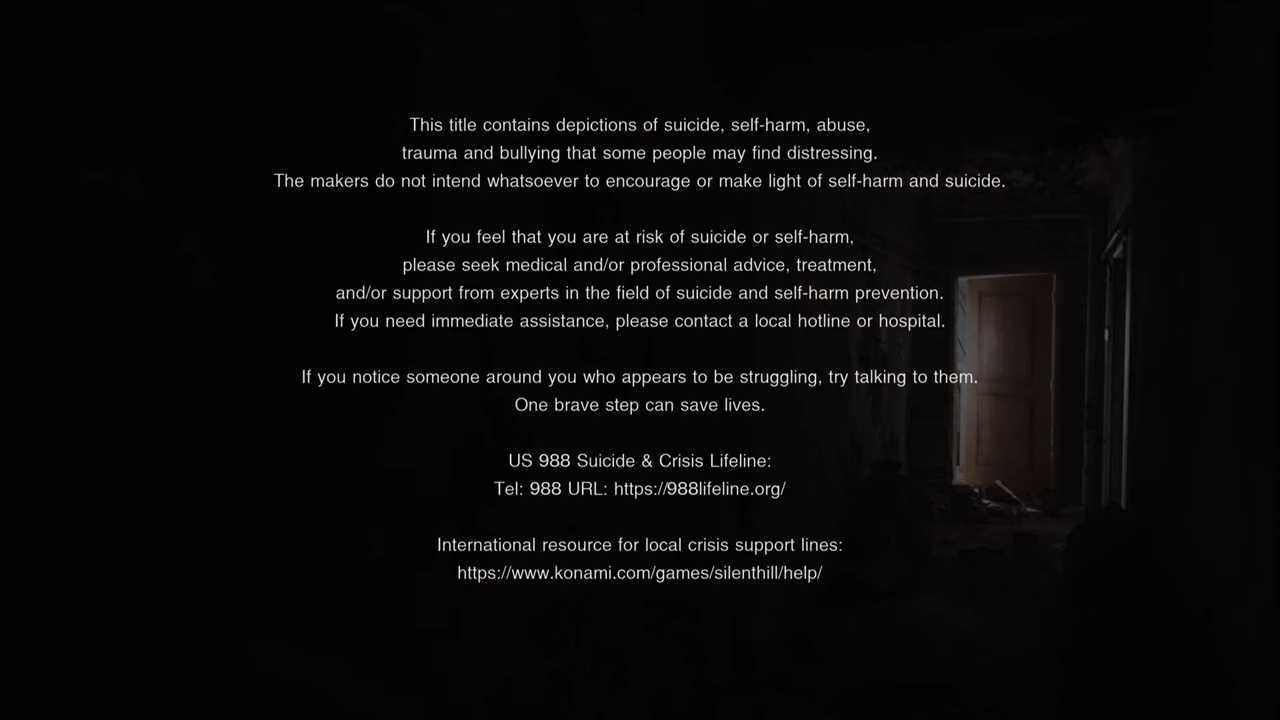 This title contains depictions of suicide, self-harm, abuse,
trauma and bullying that some people may find distressing.
The makers do not intend whatsoever to encourage or make light of self-harm and suicide.
If you feel that you are at risk of suicide or self-harm,
please seek medical and/or professional advice, treatment,
and/or support from experts in the field of suicide and self-harm prevention.
If you need immediate assistance, please contact a local hotline or hospital.
If you notice someone around you who appears to be struggling, try talking to them.
One brave step can save lives.
US 988 Suicide & Crisis Lifeline:
Tel: 988 URL: https://988lifeline.org/
International resource for local crisis support lines:
https://www.konami.com/games/silenthill/help/